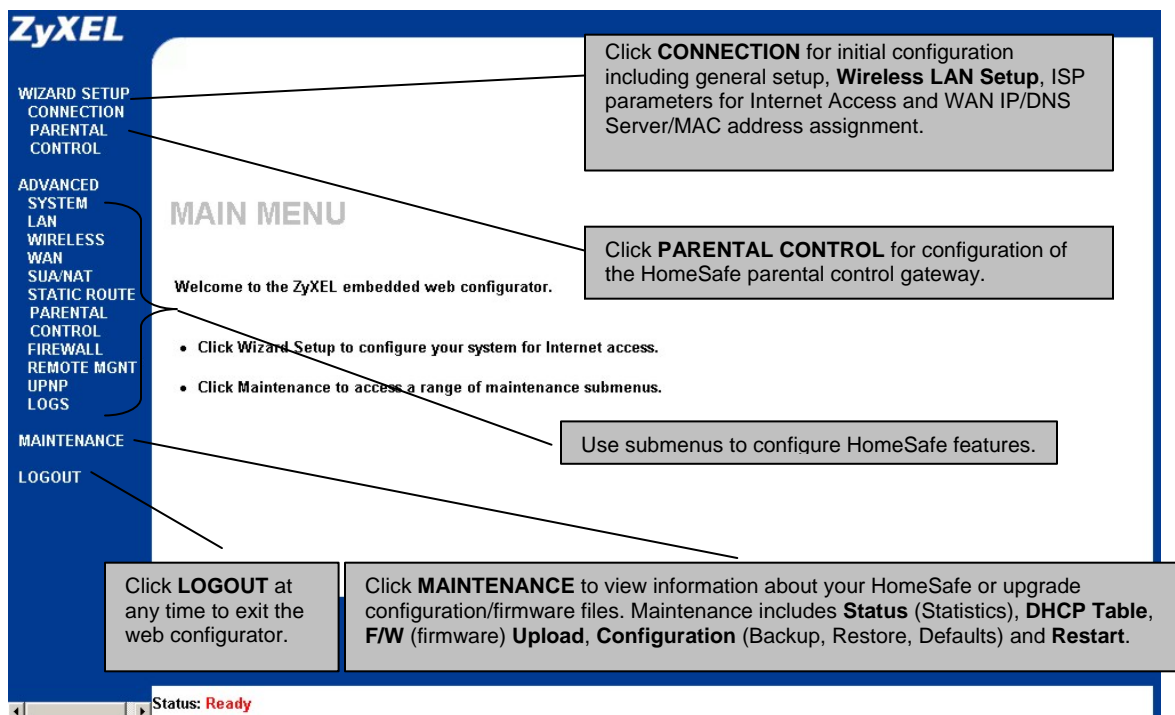 ZyXEL
WIZARD SETUP
CONNECTION
PARENTAL
CONTROL
ADVANCED
SYSTEM
LAN
WIRELESS
WAN
SUA/NAT
STATIC ROUTE
PARENTAL
CONTROL
FIREWALL
REMOTE MGNT
UPNP
LOGS
MAINTENANCE
LOGOUT
Click CONNECTION for initial configuration
including general setup, Wireless LAN Setup, ISP
parameters for Internet Access and WAN IP/DNS
Server/MAC address assignment.
MAIN MENU
Click PARENTAL CONTROL for configuration of
the HomeSafe parental control gateway.
Welcome to the ZyXEL embedded web configurator.
• Click Wizard Setup to configure your system for Internet access.
• Click Maintenance to access a range of maintenance submenus.
Use submenus to configure HomeSafe features.
Click LOGOUT at
any time to exit the
web configurator.
Click MAINTENANCE to view information about your HomeSafe or upgrade
configuration/firmware files. Maintenance includes Status (Statistics), DHCP Table,
F/W (firmware) Upload, Configuration (Backup, Restore, Defaults) and Restart.
Status: Ready